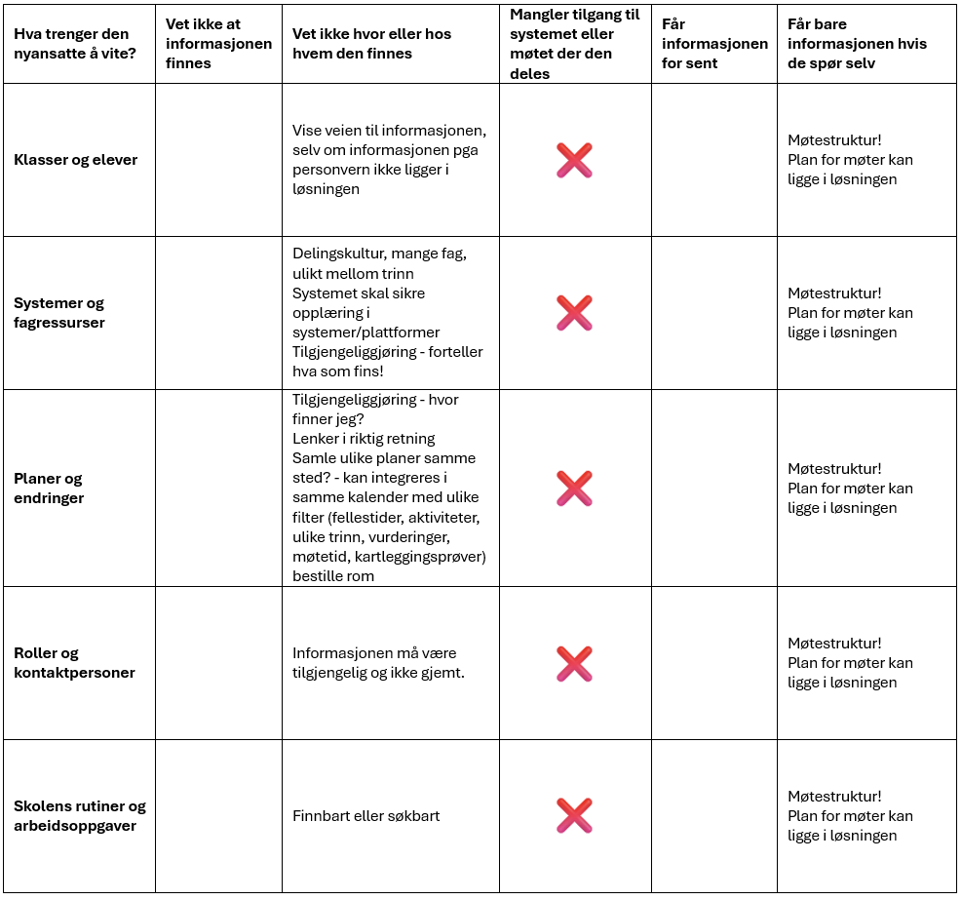 Hva trenger den
nyansatte å vite?
Vet ikke at
informasjonen
finnes
Vet ikke hvor eller hos
hvem den finnes
Mangler tilgang til
systemet eller
møtet der den
deles
Får
informasjonen
for sent
Får bare
informasjonen hvis
de spør selv
Klasser og elever
Vise veien til informasjonen,
selv om informasjonen pga
personvern ikke ligger i
løsningen
Møtestruktur!
Plan for møter kan
ligge i løsningen
Systemer og
fagressurser
Delingskultur, mange fag,
ulikt mellom trinn
Systemet skal sikre
opplæring i
systemer/plattformer
Tilgjengeliggjøring - forteller
hva som fins!
Møtestruktur!
Plan for møter kan
ligge i løsningen
Planer og
endringer
Tilgjengeliggjøring - hvor
finner jeg?
Lenker i riktig retning
Samle ulike planer samme
sted? - kan integreres i
samme kalender med ulike
filter (fellestider, aktiviteter,
ulike trinn, vurderinger,
møtetid, kartleggingsprøver)
bestille rom
Møtestruktur!
Plan for møter kan
ligge i løsningen
Roller og
kontaktpersoner
Informasjonen må være
tilgjengelig og ikke gjemt.
Møtestruktur!
Plan for møter kan
ligge i løsningen
Skolens rutiner og
arbeidsoppgaver
Finnbart eller søkbart
Møtestruktur!
Plan for møter kan
ligge i løsningen